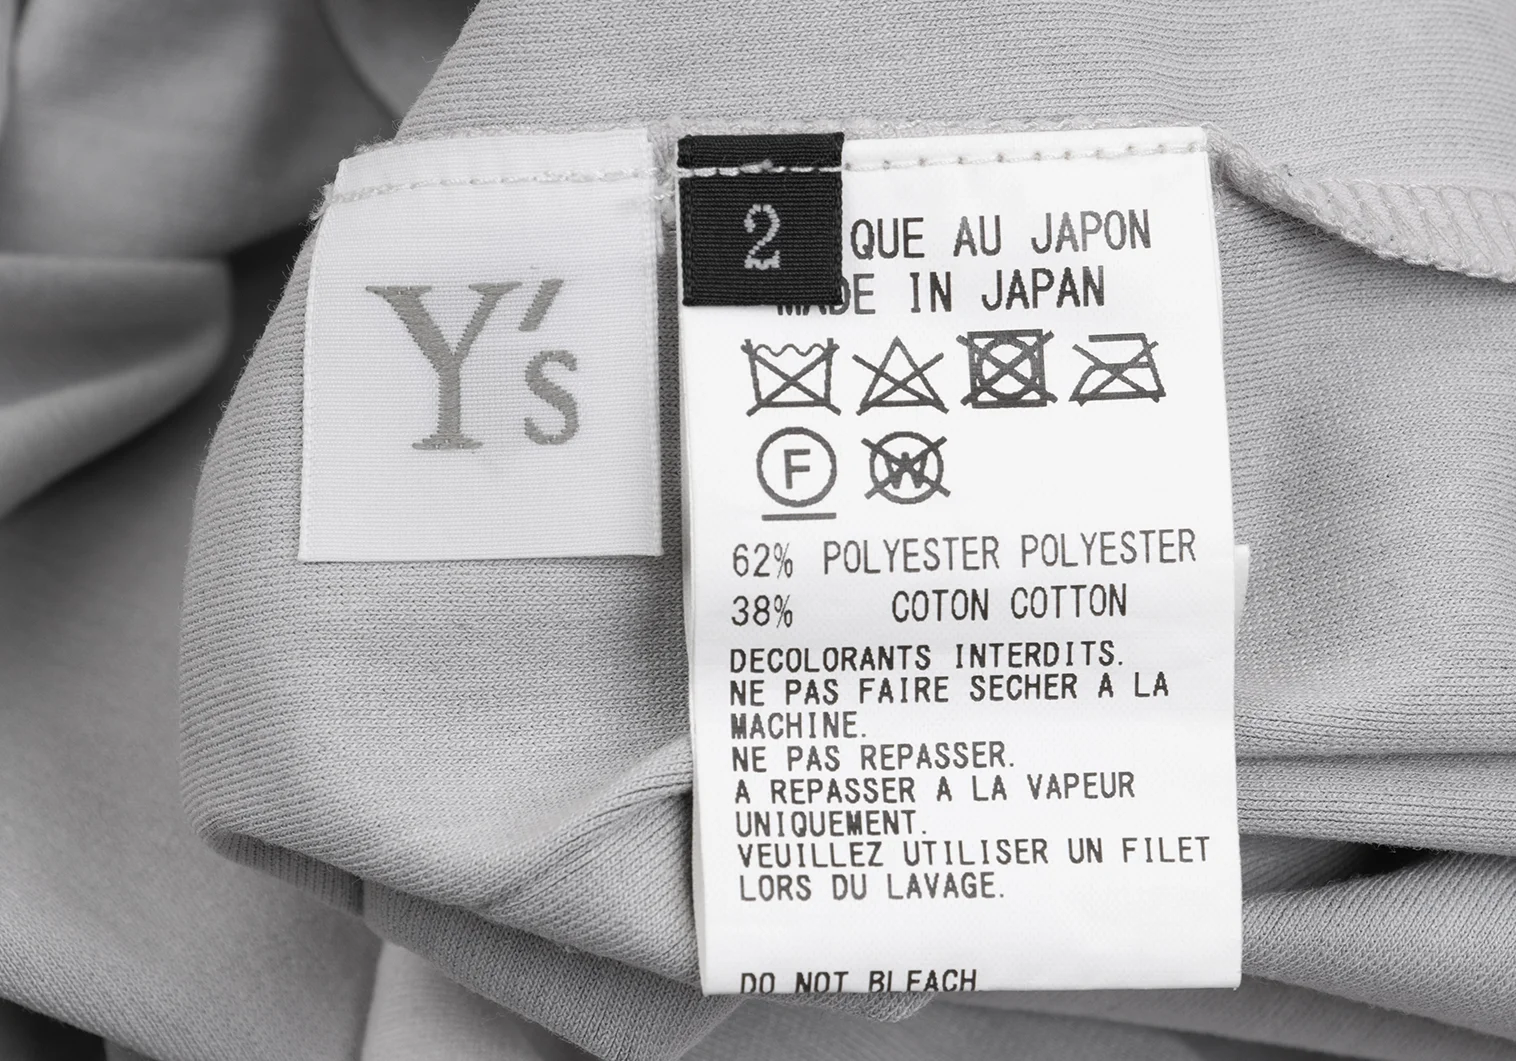 Y's
2
QUE AU JAPON
MADE IN JAPAN
F
W
62% POLYESTER POLYESTER
38% COTON COTTON
DECOLORANTS INTERDITS.
NE PAS FAIRE SECHER A LA
MACHINE.
NE PAS REPASSER.
A REPASSER A LA VAPEUR
UNIQUEMENT.
VEUILLEZ UTILISER UN FILET
LORS DU LAVAGE.
DO NOT BLEACH